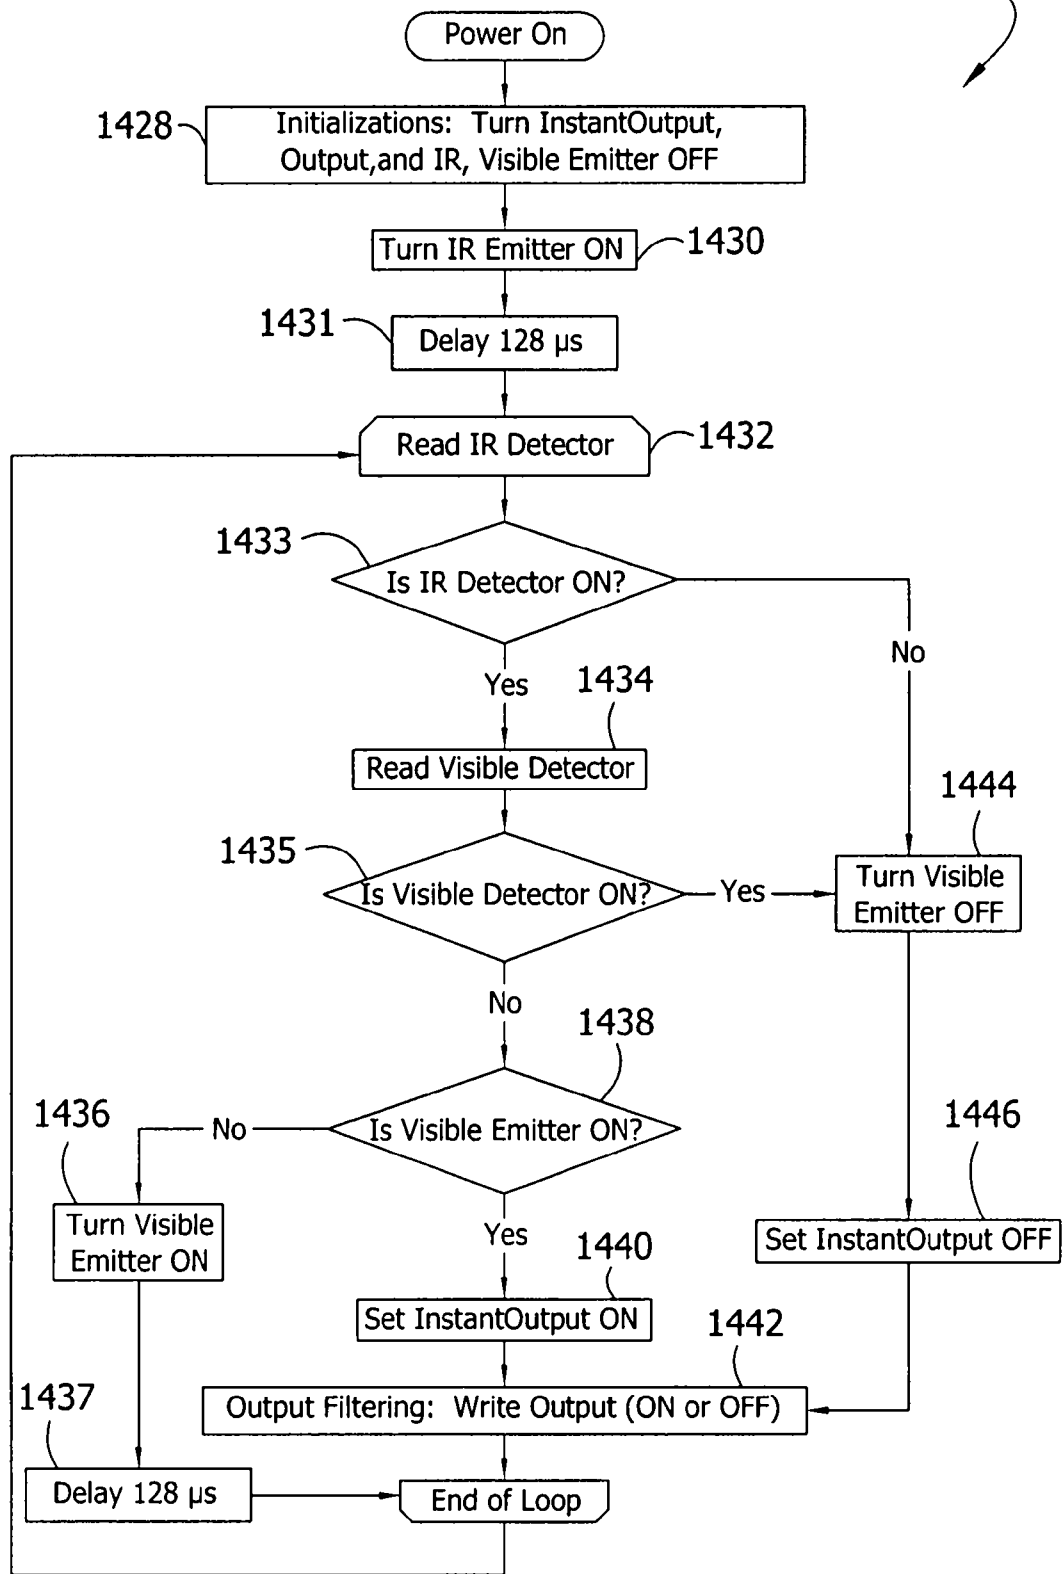 Power On
1428
Initializations: Turn InstantOutput,
Output,and IR, Visible Emitter OFF
Turn IR Emitter ON
1430
1431
Delay 128 µs
Read IR Detector
1432
1433
Is IR Detector ON?
No
Yes
1434
Read Visible Detector
1444
1435
Is Visible Detector ON?
Yes
Turn Visible
Emitter OFF
No
1438
1436
No
Is Visible Emitter ON?
1446
Turn Visible
Emitter ON
Yes
1440
Set InstantOutput OFF
Set InstantOutput ON
1442
1437
Output Filtering: Write Output (ON or OFF)
Delay 128 µs
End of Loop